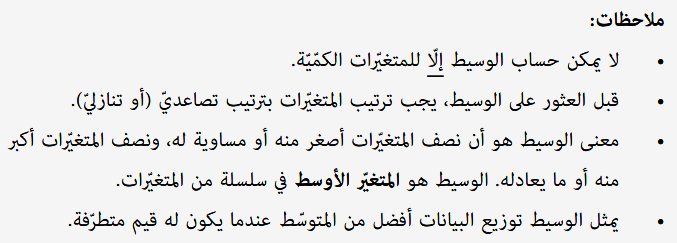 ملاحظات:
• لا يمكن حساب الوسيط إلّا للمتغيّرات الكمّيّة.
• قبل العثور على الوسيط، يجب ترتيب المتغيّرات بترتيب تصاعديّ (أو تنازليّ).
• معنى الوسيط هو أن نصف المتغيّرات أصغر منه أو مساوية له، ونصف المتغيّرات أكبر
منه أو ما يعادله. الوسيط هو المتغيّر الأوسط في سلسلة من المتغيّرات.
• يمثل الوسيط توزيع البيانات أفضل من المتوسّط عندما يكون له قيم متطرّفة.